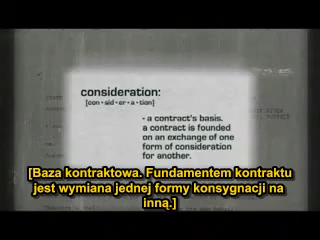 consideration:
[con • sid • er • a • tion]
- a contract's basis.
a contract is founded
on an exchange of one
form of consideration
for another.
[Baza kontraktowa. Fundamentem kontraktu
jest wymiana jednej formy konsygnacji na
inną.]